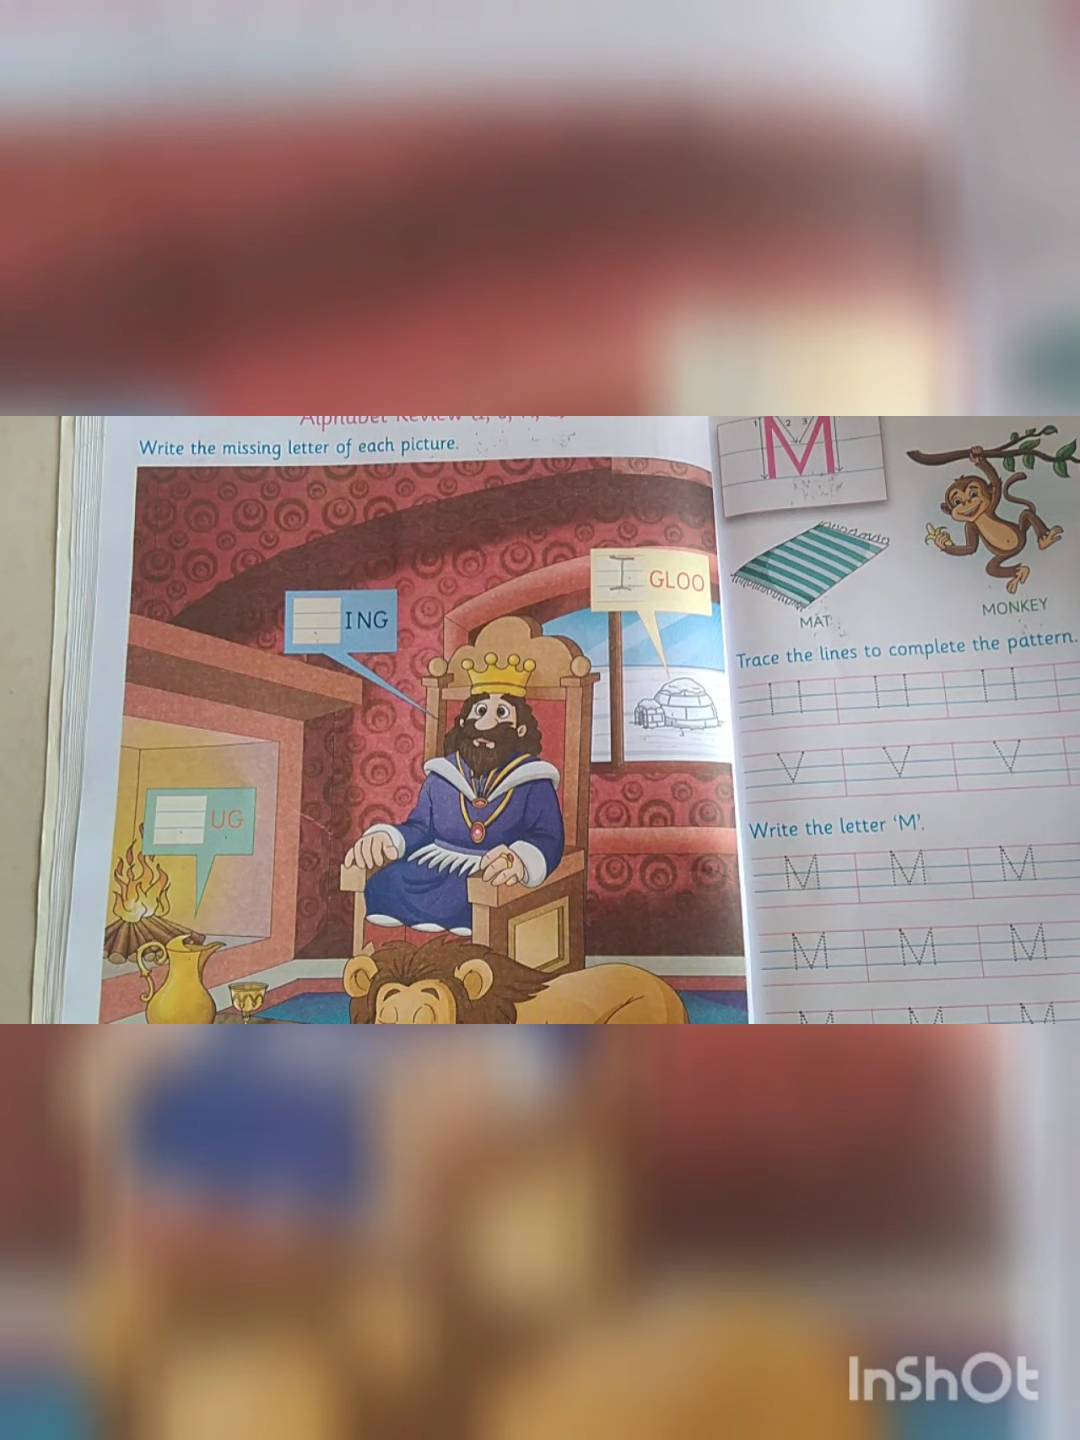 Write the missing letter of each picture.
ING
I GLOO
UG
M
MAT
MONKEY
Trace the lines to complete the pattern.
V V V
Write the letter ‘M’.
M M M
M M M
M M M
InShOt